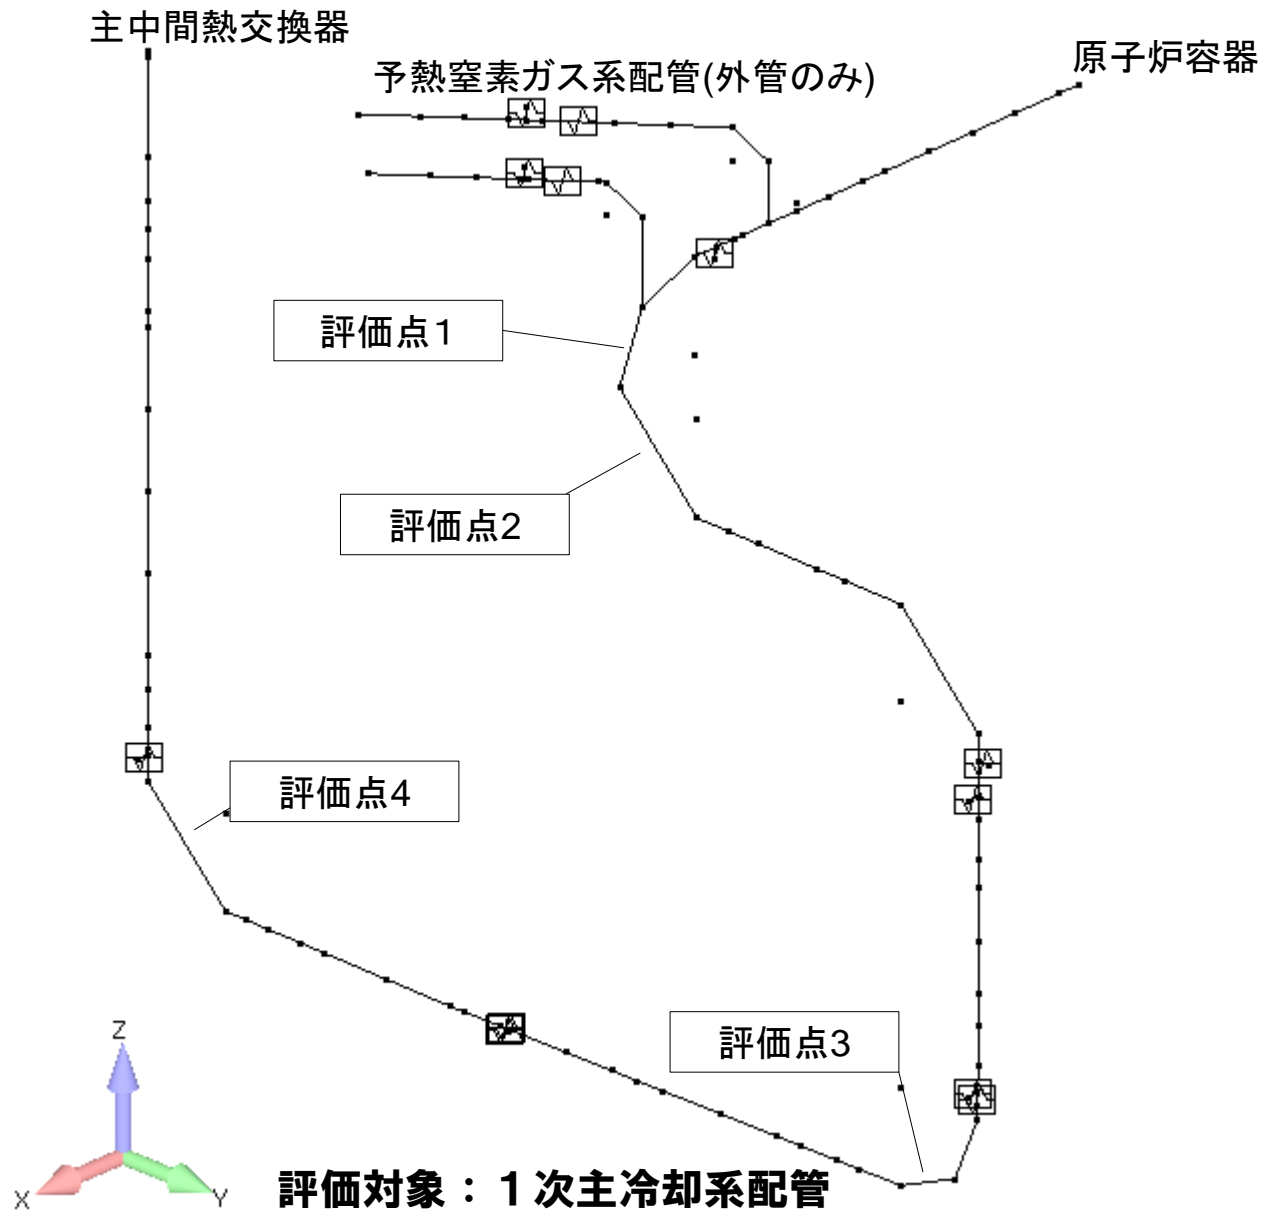 主中間熱交換器
原子炉容器
予熱窒素ガス系配管(外管のみ)
評価点1
評価点2
評価点4
評価点3
Z
X
Y
評価対象：１次主冷却系配管